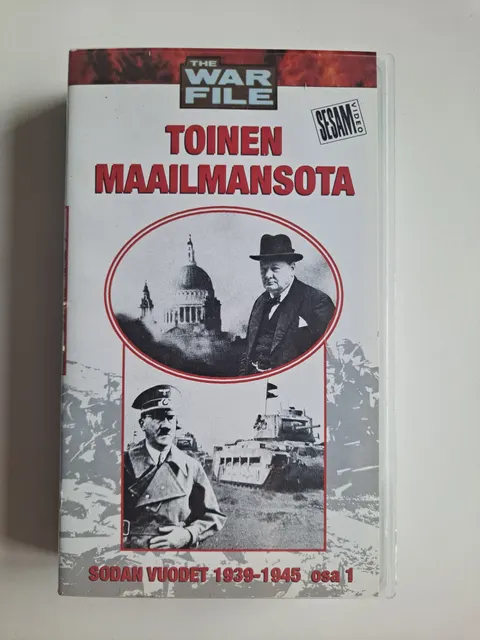 THE
WAR
FILE
SESAM
VIDEO
TOINEN
MAAILMANSOTA
SODAN VUODET 1939-1945 osa 1